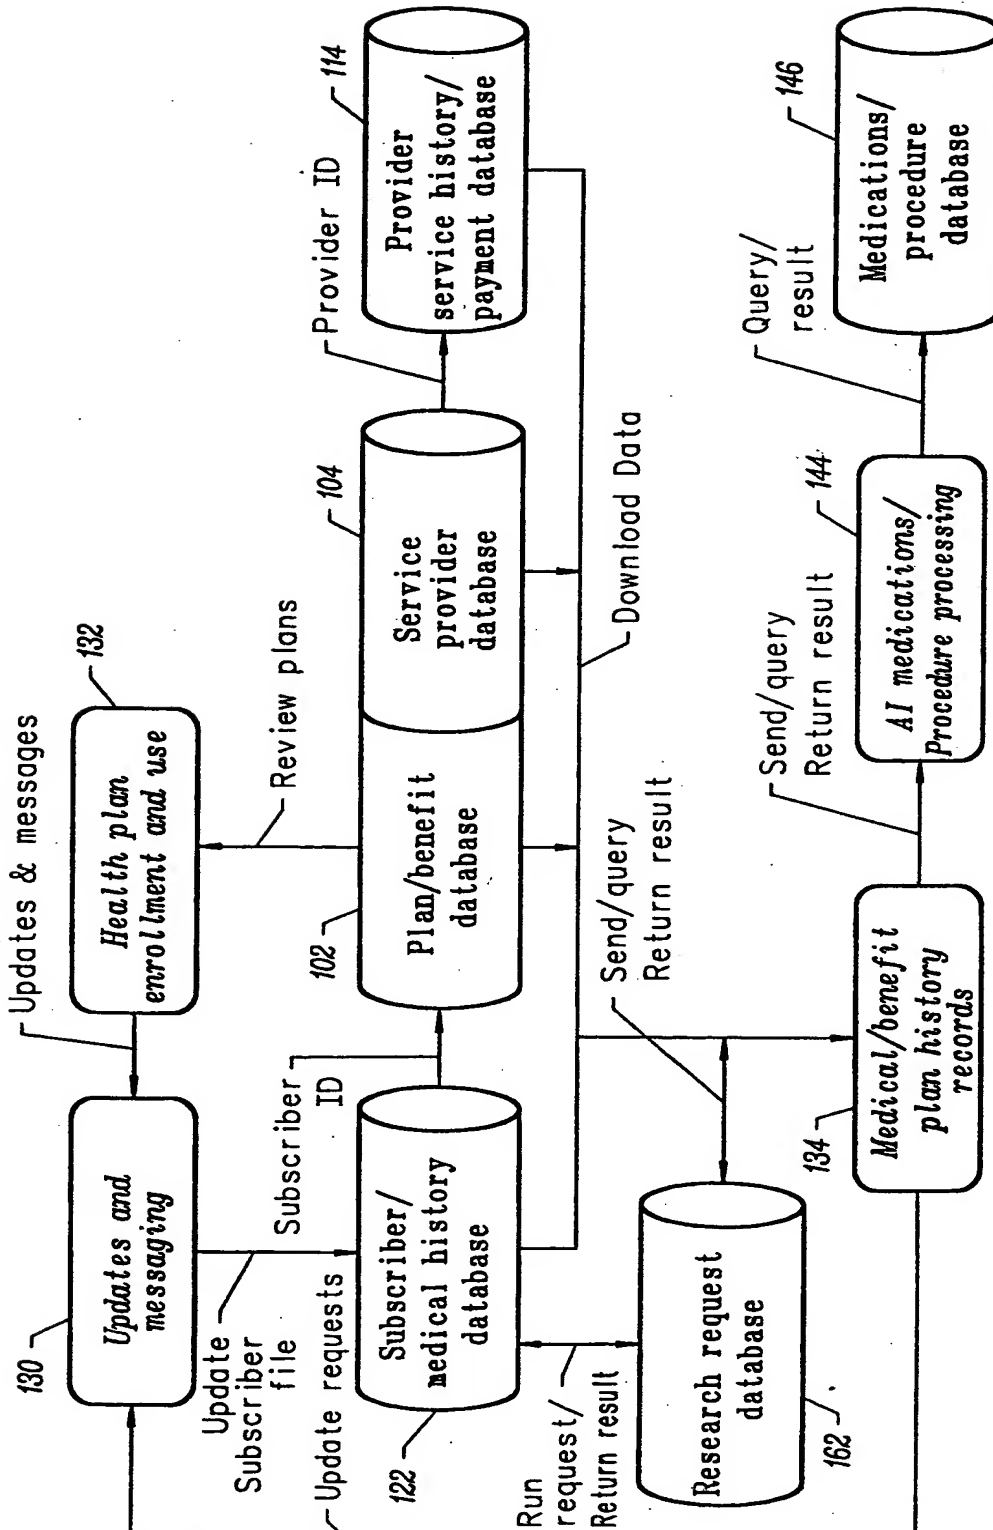 Updates & messages
130
Updates and
messaging
132
Health plan
enrollment and use
Update
Subscriber
file
Review plans
Update requests
Subscriber
ID
Provider ID
122
Subscriber/
medical history
database
102
Plan/benefit
database
104
Service
provider
database
114
Provider
service history/
payment database
Run
request/
Return result
Send/query
Return result
Download Data
162
Research request
database
134
Medical/benefit
plan history
records
Send/query
Return result
144
AI medications/
Procedure processing
Query/
result
146
Medications/
procedure
database